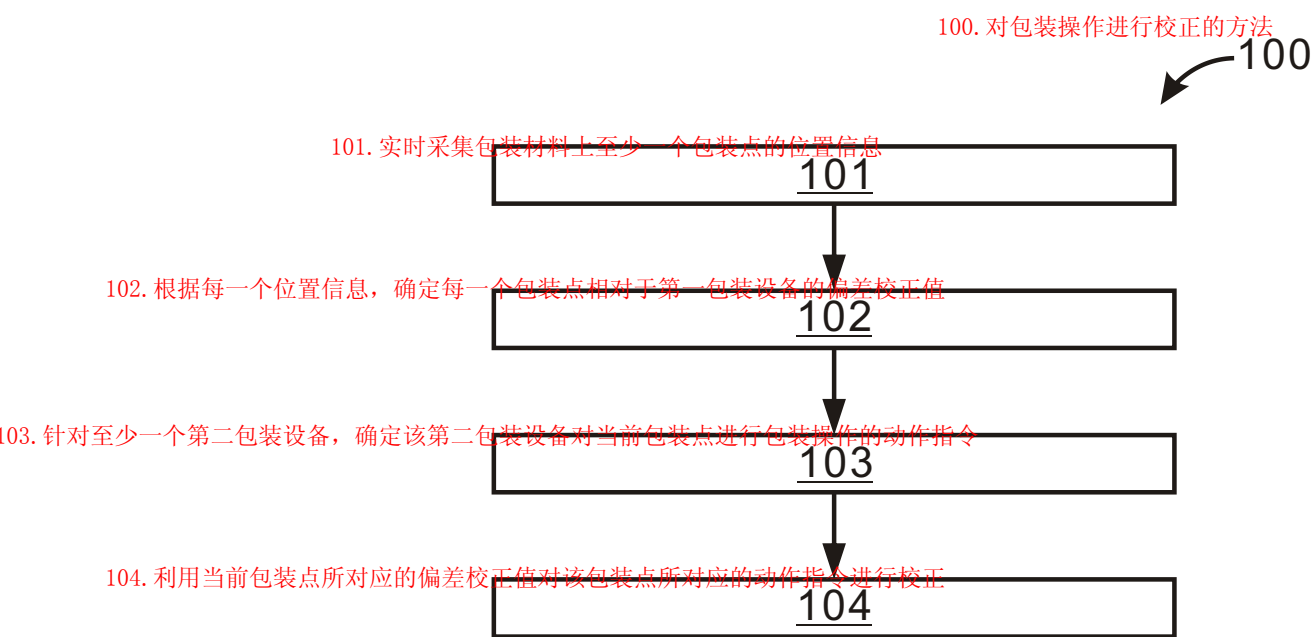 100.对包装操作进行校正的方法
100
101.实时采集包装材料上至少一个包装点的位置信息
101
102.根据每一个位置信息，确定每一个包装点相对于第一包装设备的偏差校正值
102
103.针对至少一个第二包装设备，确定该第二包装设备对当前包装点进行包装操作的动作指令
103
104.利用当前包装点所对应的偏差校正值对该包装点所对应的动作指令进行校正
104